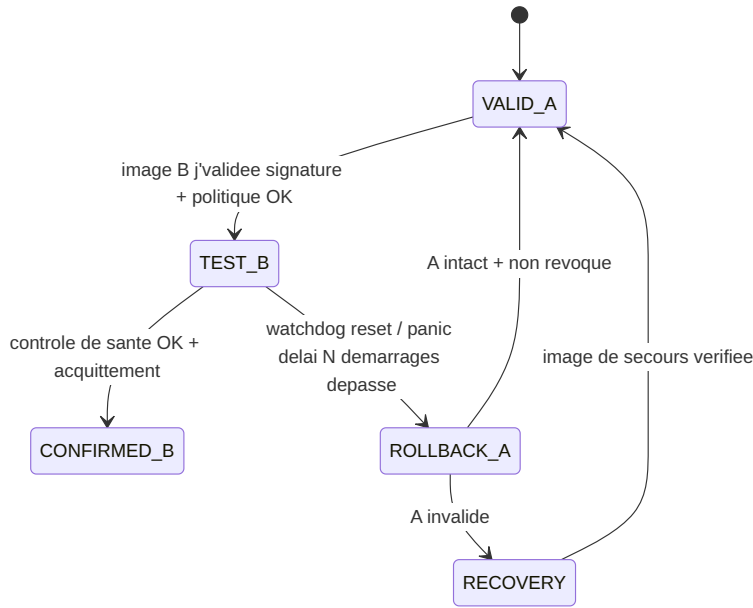 VALID_A
image B j'validee signature
+ politique OK
TEST_B
A intact + non revoque
controle de sante OK +
acquittement
watchdog reset / panic
delai N demarrages
depasse
image de secours verifiee
CONFIRMED_B
ROLLBACK_A
A invalide
RECOVERY